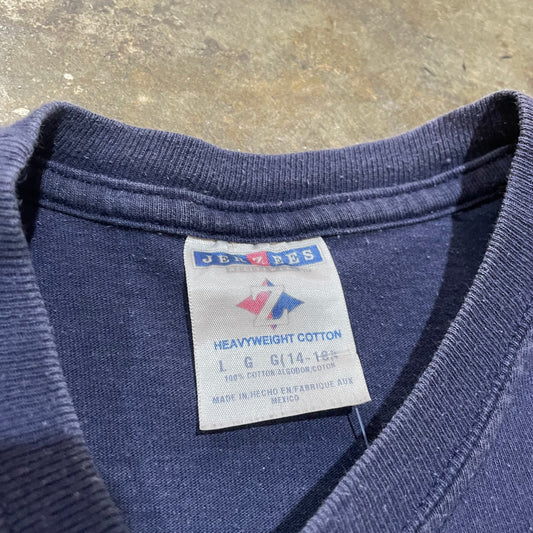 JERZEES
Z
HEAVYWEIGHT COTTON
L G G(14-16)
100% COTTON/ALGODON/COTON
MADE IN/HECHO EN/FABRIQUE AUX
MEXICO